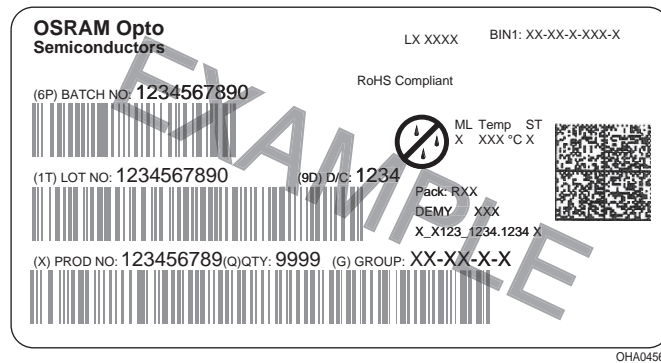 OSRAM Opto
Semiconductors
LX XXXX
BIN1: XX-XX-X-XXX-X
RoHS Compliant
(6P) BATCH NO: 1234567890
ML Temp ST
X XXX °C X
(1T) LOT NO: 1234567890
(9D) D/C: 1234
Pack: RXX
DEMY XXX
X_X123_1234.1234 X
(X) PROD NO: 123456789(Q)QTY: 9999 (G) GROUP: XX-XX-X-X
EXAMPLE
OHA04563